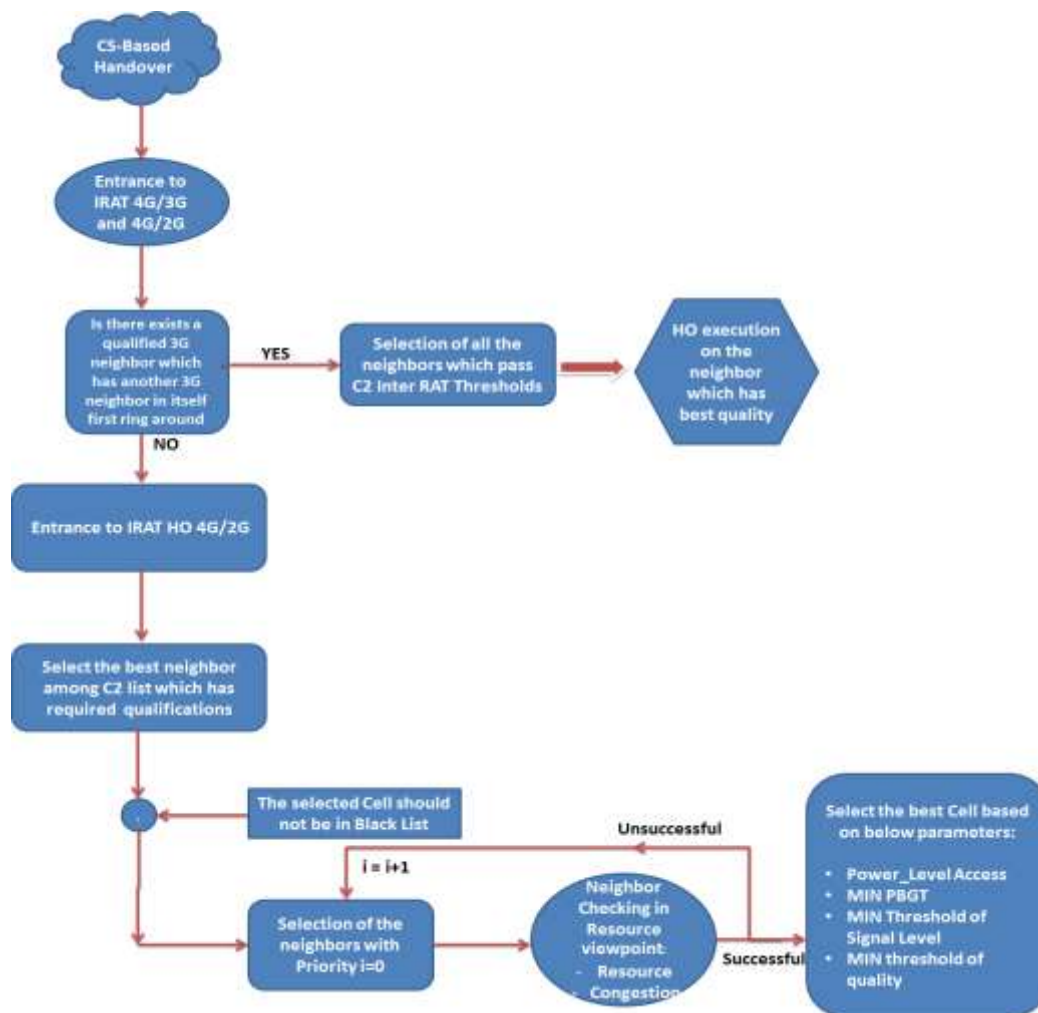 CS-Based
Handover
Entrance to
IRAT 4G/3G
and 4G/2G
Is there exists a
qualified 3G
neighbor which
has another 3G
neighbor in itself
first ring around
YES
Selection of all the
neighbors which pass
C2 Inter RAT Thresholds
HO execution
on the
neighbor
which has
best quality
NO
Entrance to IRAT HO 4G/2G
Select the best neighbor
among C2 list which has
required qualifications
The selected Cell should
not be in Black List
Unsuccessful
i = i+1
Selection of the
neighbors with
Priority i=0
Neighbor
Checking in
Resource
viewpoint:
- Resource
- Congestion
Successful
Select the best Cell based
on below parameters:
• Power_Level Access
• MIN PBGT
• MIN Threshold of
Signal Level
• MIN threshold of
quality